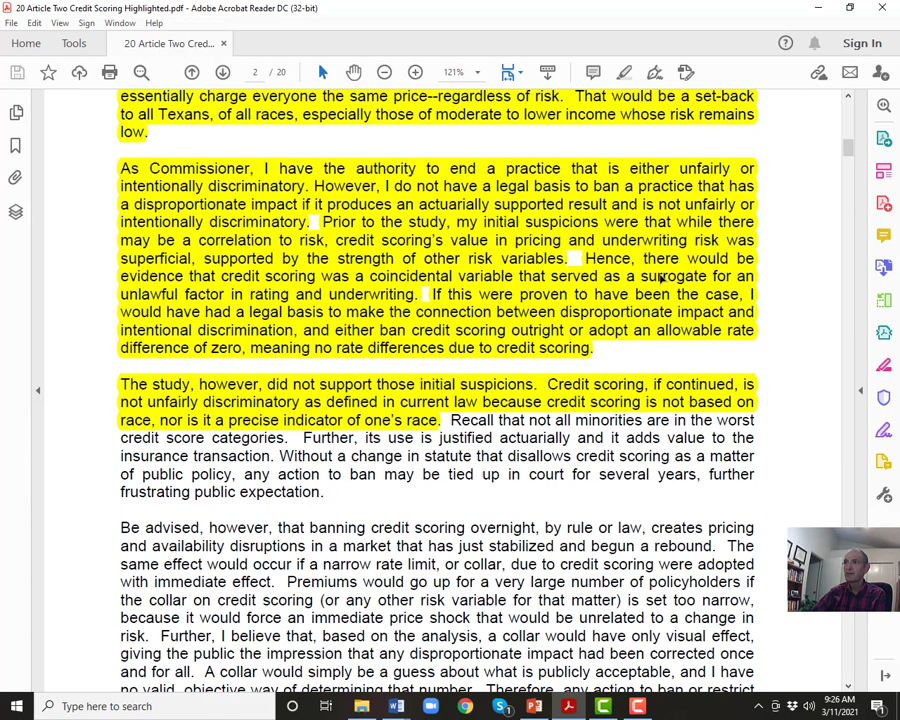 20 Article Two Credit Scoring Highlighted.pdf - Adobe Acrobat Reader DC (32-bit)
File Edit View Sign Window Help
Home Tools 20 Article Two Cred... × Sign In
2 / 20 121%
essentially charge everyone the same price--regardless of risk. That would be a set-back
to all Texans, of all races, especially those of moderate to lower income whose risk remains
low.
As Commissioner, I have the authority to end a practice that is either unfairly or
intentionally discriminatory. However, I do not have a legal basis to ban a practice that has
a disproportionate impact if it produces an actuarially supported result and is not unfairly or
intentionally discriminatory. Prior to the study, my initial suspicions were that while there
may be a correlation to risk, credit scoring's value in pricing and underwriting risk was
superficial, supported by the strength of other risk variables. Hence, there would be
evidence that credit scoring was a coincidental variable that served as a surrogate for an
unlawful factor in rating and underwriting. If this were proven to have been the case, I
would have had a legal basis to make the connection between disproportionate impact and
intentional discrimination, and either ban credit scoring outright or adopt an allowable rate
difference of zero, meaning no rate differences due to credit scoring.
The study, however, did not support those initial suspicions. Credit scoring, if continued, is
not unfairly discriminatory as defined in current law because credit scoring is not based on
race, nor is it a precise indicator of one's race. Recall that not all minorities are in the worst
credit score categories. Further, its use is justified actuarially and it adds value to the
insurance transaction. Without a change in statute that disallows credit scoring as a matter
of public policy, any action to ban may be tied up in court for several years, further
frustrating public expectation.
Be advised, however, that banning credit scoring overnight, by rule or law, creates pricing
and availability disruptions in a market that has just stabilized and begun a rebound. The
same effect would occur if a narrow rate limit, or collar, due to credit scoring were adopted
with immediate effect. Premiums would go up for a very large number of policyholders if
the collar on credit scoring (or any other risk variable for that matter) is set too narrow,
because it would force an immediate price shock that would be unrelated to a change in
risk. Further, I believe that, based on the analysis, a collar would have only visual effect,
giving the public the impression that any disproportionate impact had been corrected once
and for all. A collar would simply be a guess about what is publicly acceptable, and I have
no valid, objective way of determining that number. Therefore, any action to ban or restrict
Type here to search
9:26 AM
3/11/2021